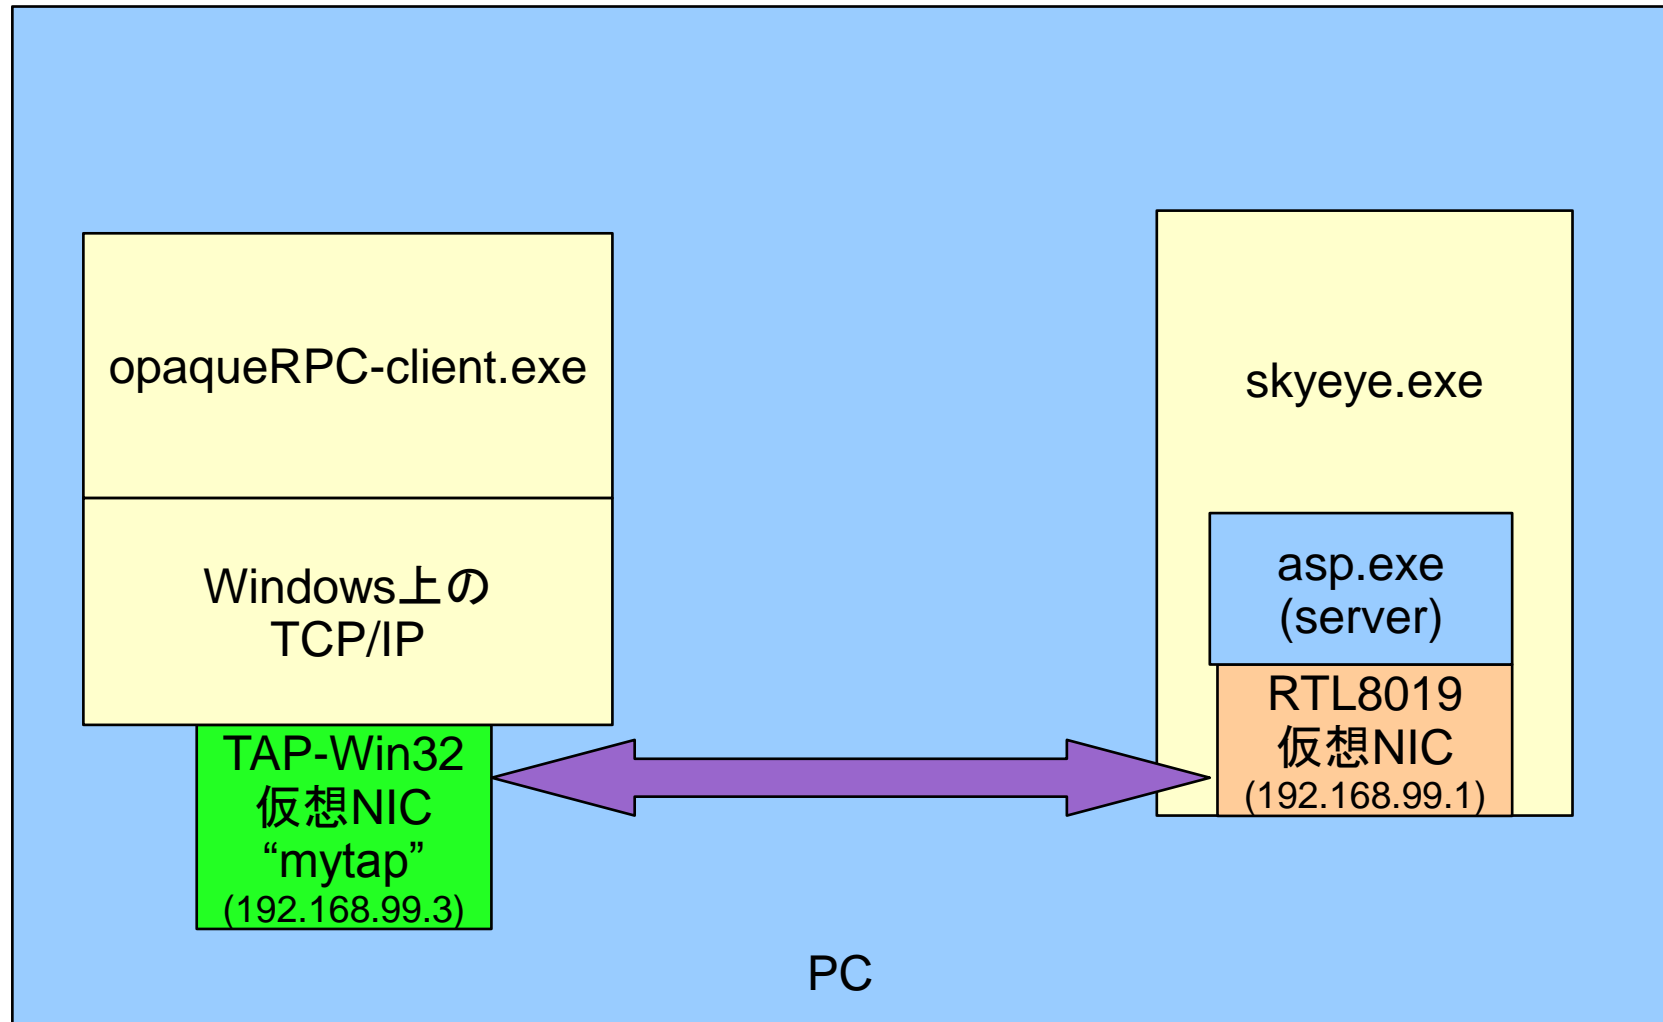 opaqueRPC-client.exe
Windows上の
TCP/IP
TAP-Win32
仮想NIC
“mytap”
(192.168.99.3)
skyeye.exe
asp.exe
(server)
RTL8019
仮想NIC
(192.168.99.1)
PC